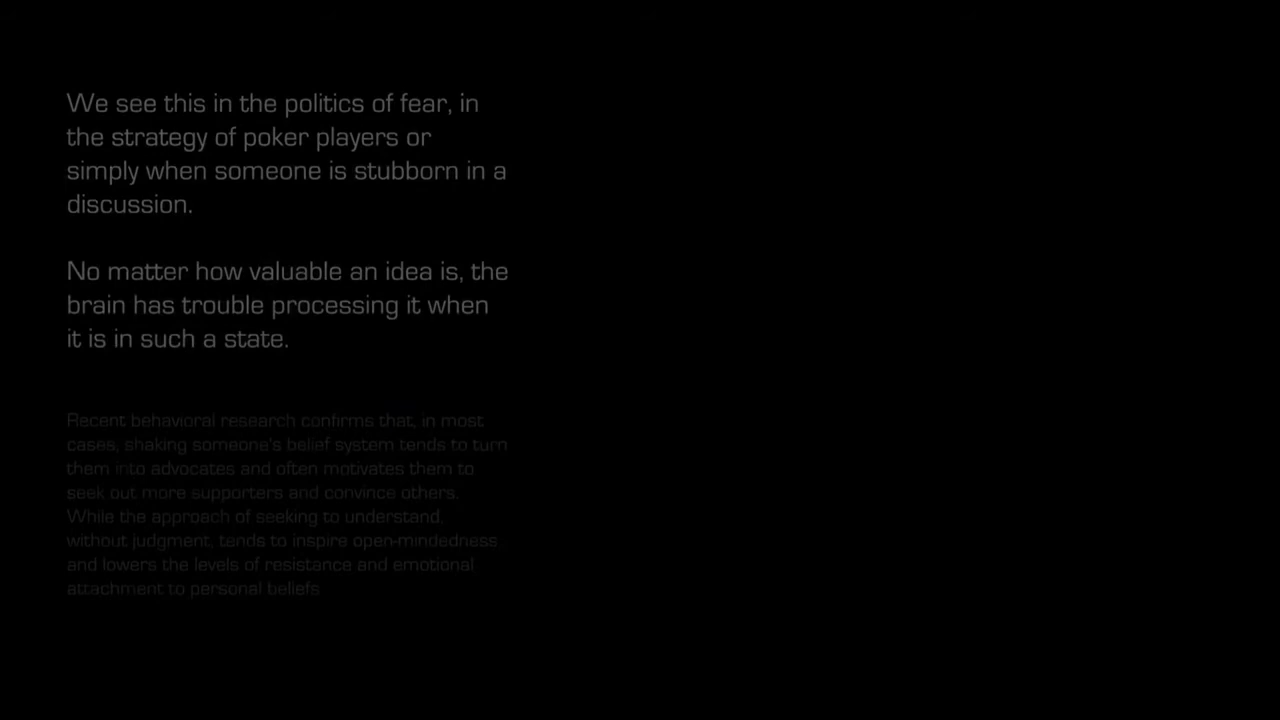 We see this in the politics of fear, in
the strategy of poker players or
simply when someone is stubborn in a
discussion.
No matter how valuable an idea is, the
brain has trouble processing it when
it is in such a state.
Recent behavioral research confirms that, in most
cases, shaking someone's belief system tends to turn
them into advocates and often motivates them to
seek out more supporters and convince others.
While the approach of seeking to understand,
without judgment, tends to inspire open-mindedness
and lowers the levels of resistance and emotional
attachment to personal beliefs